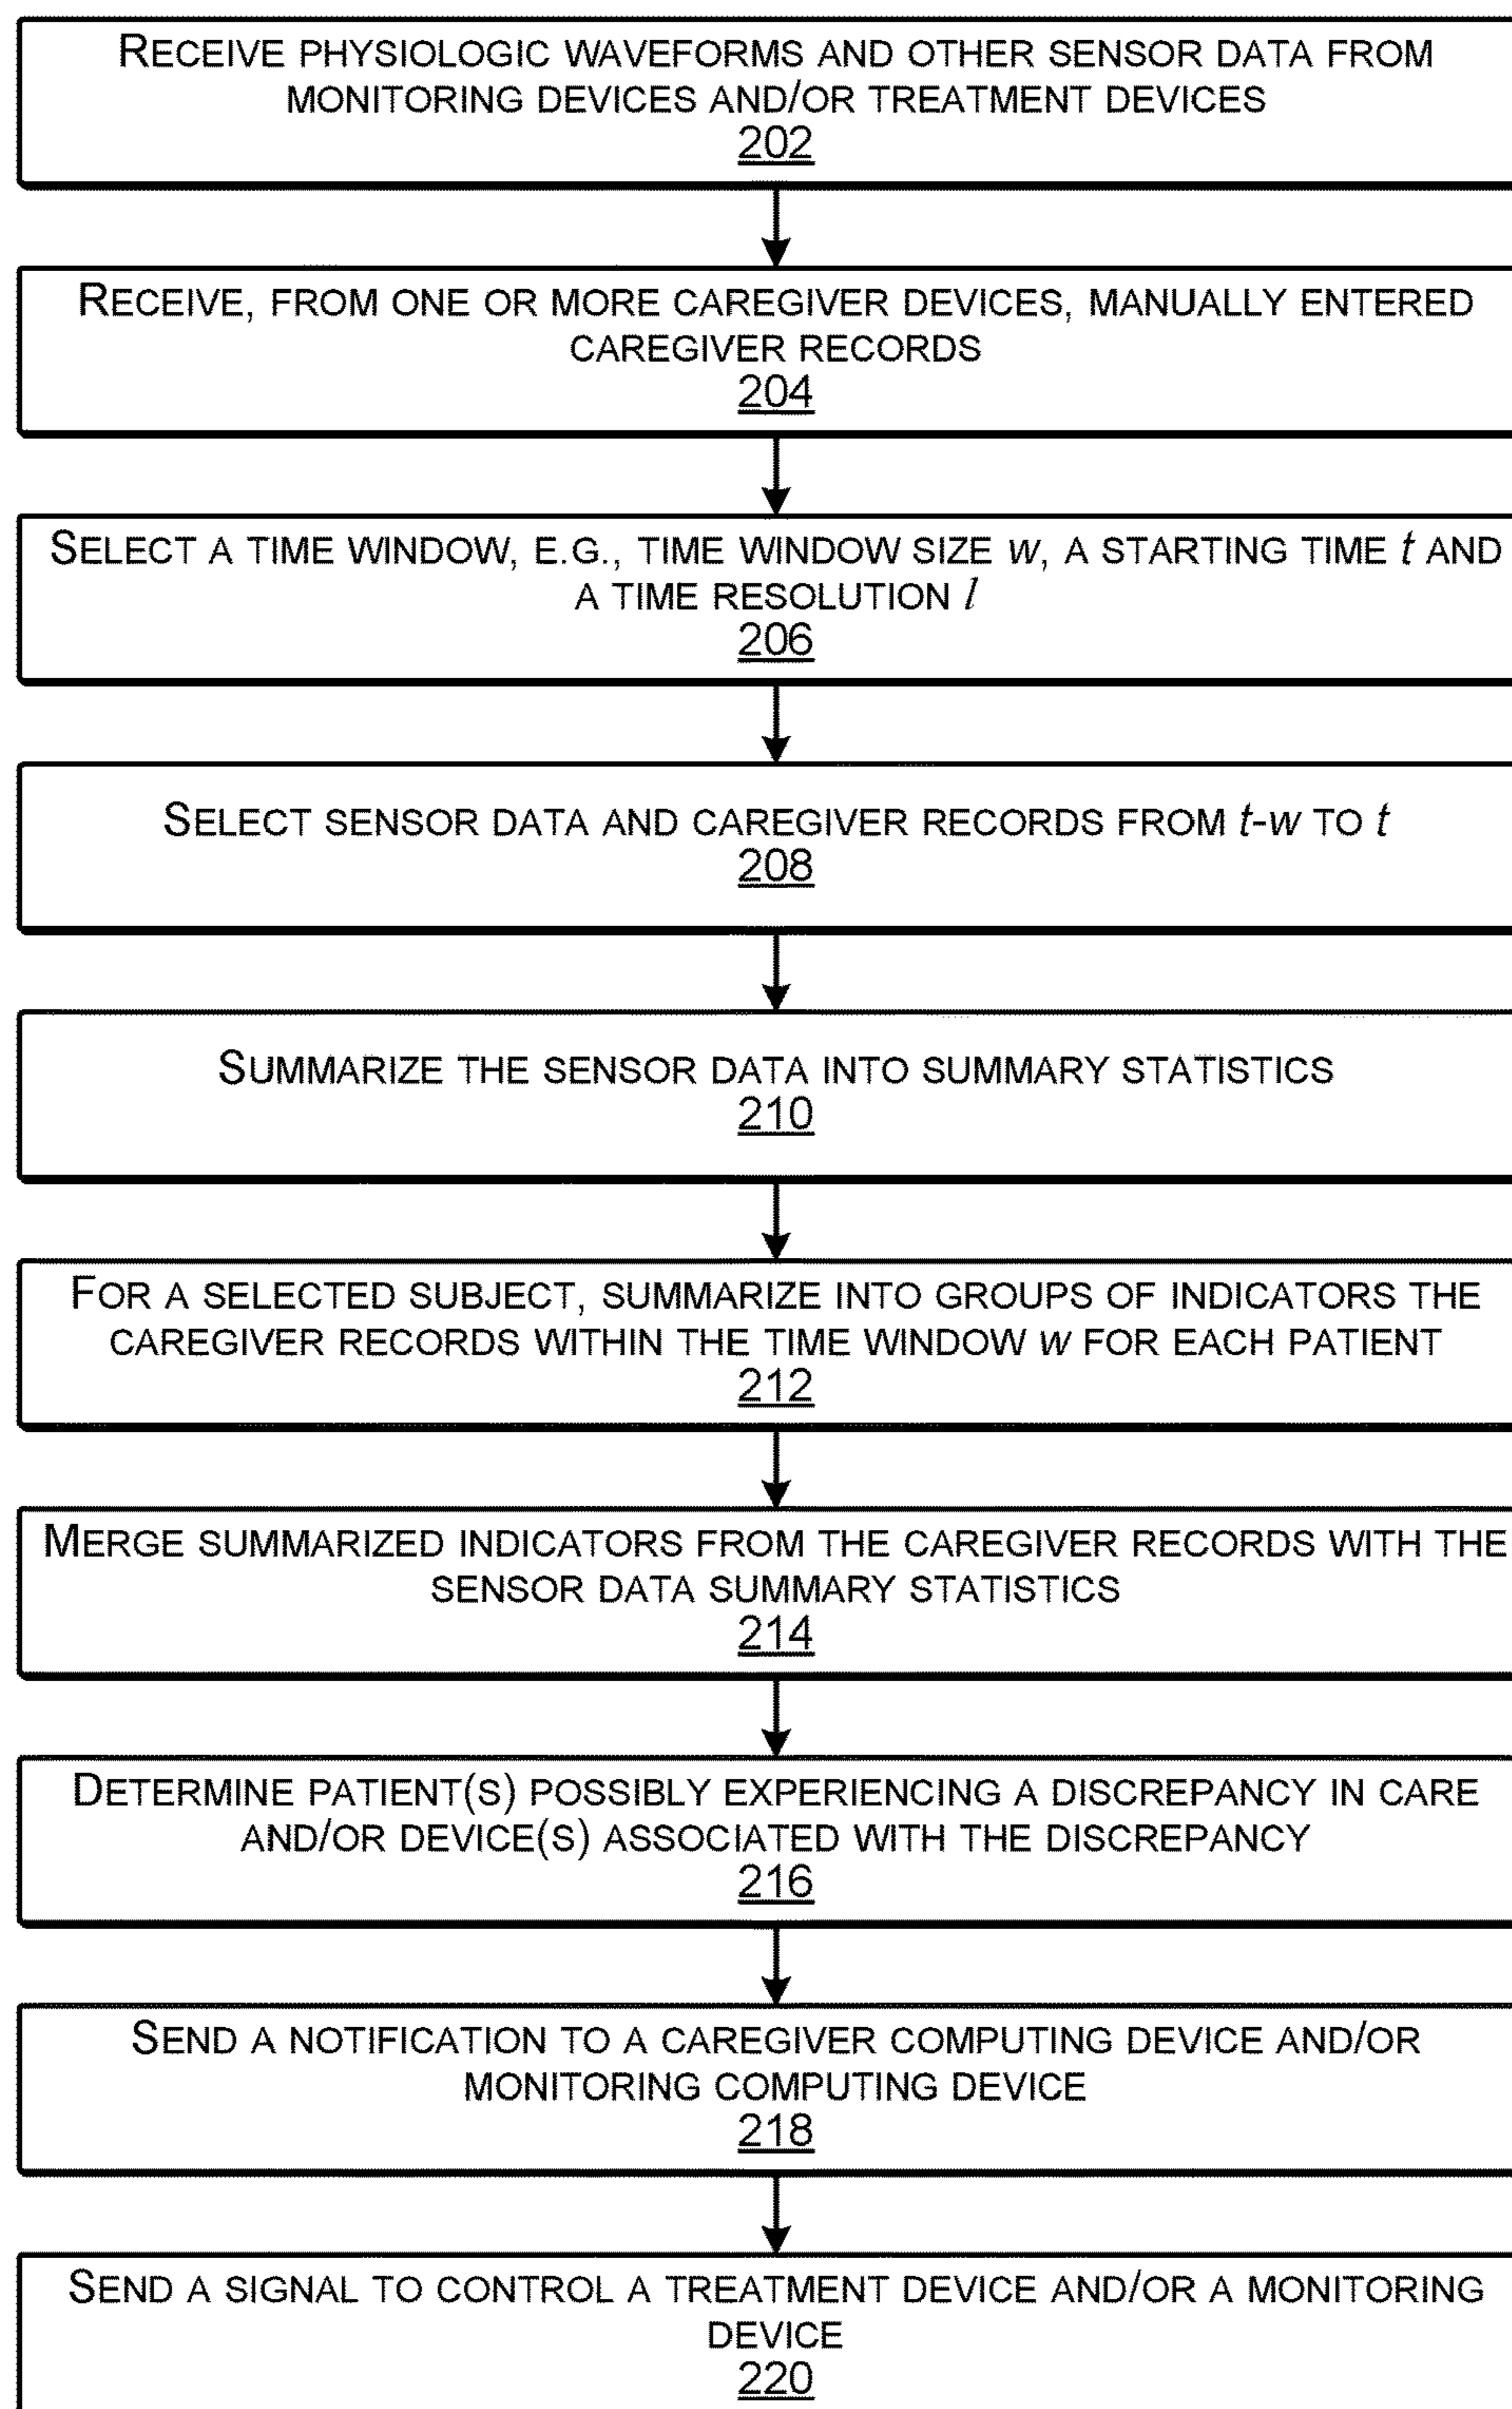 RECEIVE PHYSIOLOGIC WAVEFORMS AND OTHER SENSOR DATA FROM
MONITORING DEVICES AND/OR TREATMENT DEVICES
202
RECEIVE, FROM ONE OR MORE CAREGIVER DEVICES, MANUALLY ENTERED
CAREGIVER RECORDS
204
SELECT A TIME WINDOW, E.G., TIME WINDOW SIZE w, A STARTING TIME t AND
A TIME RESOLUTION l
206
SELECT SENSOR DATA AND CAREGIVER RECORDS FROM t-w TO t
208
SUMMARIZE THE SENSOR DATA INTO SUMMARY STATISTICS
210
FOR A SELECTED SUBJECT, SUMMARIZE INTO GROUPS OF INDICATORS THE
CAREGIVER RECORDS WITHIN THE TIME WINDOW w FOR EACH PATIENT
212
MERGE SUMMARIZED INDICATORS FROM THE CAREGIVER RECORDS WITH THE
SENSOR DATA SUMMARY STATISTICS
214
DETERMINE PATIENT(S) POSSIBLY EXPERIENCING A DISCREPANCY IN CARE
AND/OR DEVICE(S) ASSOCIATED WITH THE DISCREPANCY
216
SEND A NOTIFICATION TO A CAREGIVER COMPUTING DEVICE AND/OR
MONITORING COMPUTING DEVICE
218
SEND A SIGNAL TO CONTROL A TREATMENT DEVICE AND/OR A MONITORING
DEVICE
220